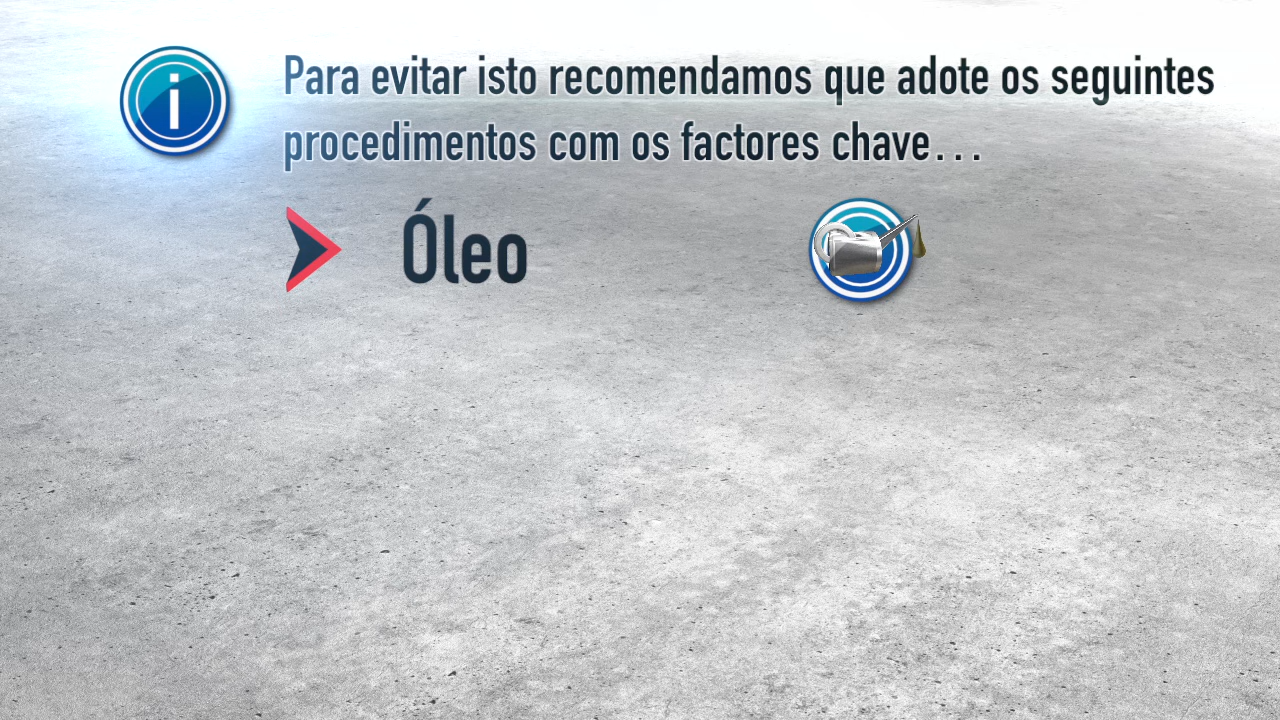 Para evitar isto recomendamos que adote os seguintes
procedimentos com os factores chave...
Óleo